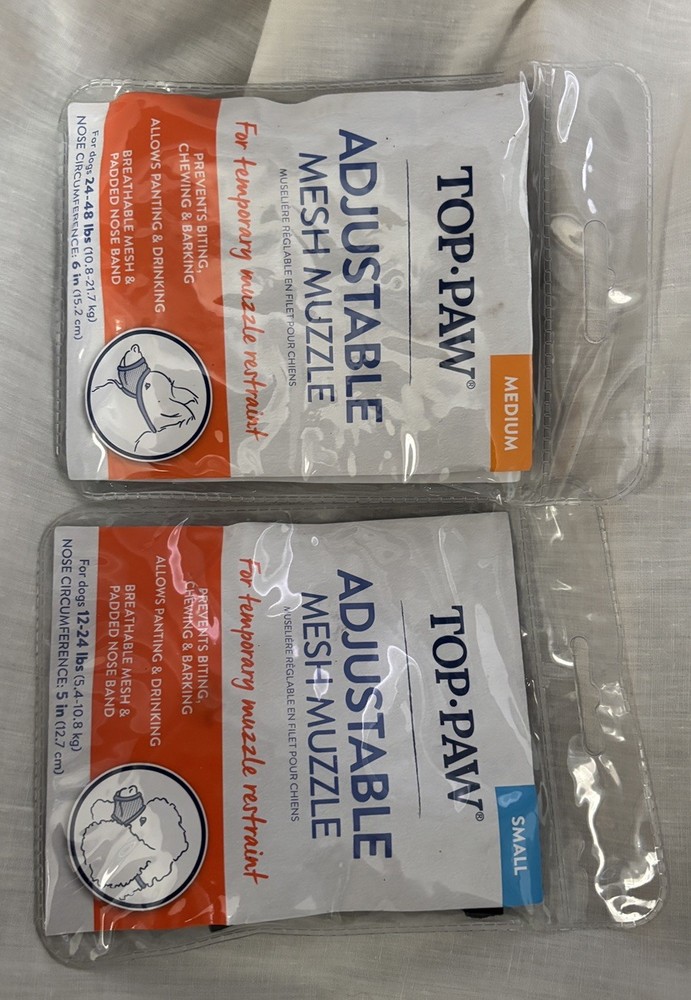 TOP•PAW®
MEDIUM
ADJUSTABLE
MESH MUZZLE
MUSELIÈRE RÉGLABLE EN FILET POUR CHIENS
For temporary muzzle restraint
PREVENTS BITING,
CHEWING & BARKING
ALLOWS PANTING & DRINKING
BREATHABLE MESH &
PADDED NOSE BAND
For dogs 24-48 lbs (10.8-21.7 kg)
NOSE CIRCUMFERENCE: 6 in (15.2 cm)
TOP•PAW®
SMALL
ADJUSTABLE
MESH MUZZLE
MUSELIÈRE RÉGLABLE EN FILET POUR CHIENS
For temporary muzzle restraint
PREVENTS BITING,
CHEWING & BARKING
ALLOWS PANTING & DRINKING
BREATHABLE MESH &
PADDED NOSE BAND
For dogs 12-24 lbs (5.4-10.8 kg)
NOSE CIRCUMFERENCE: 5 in (12.7 cm)